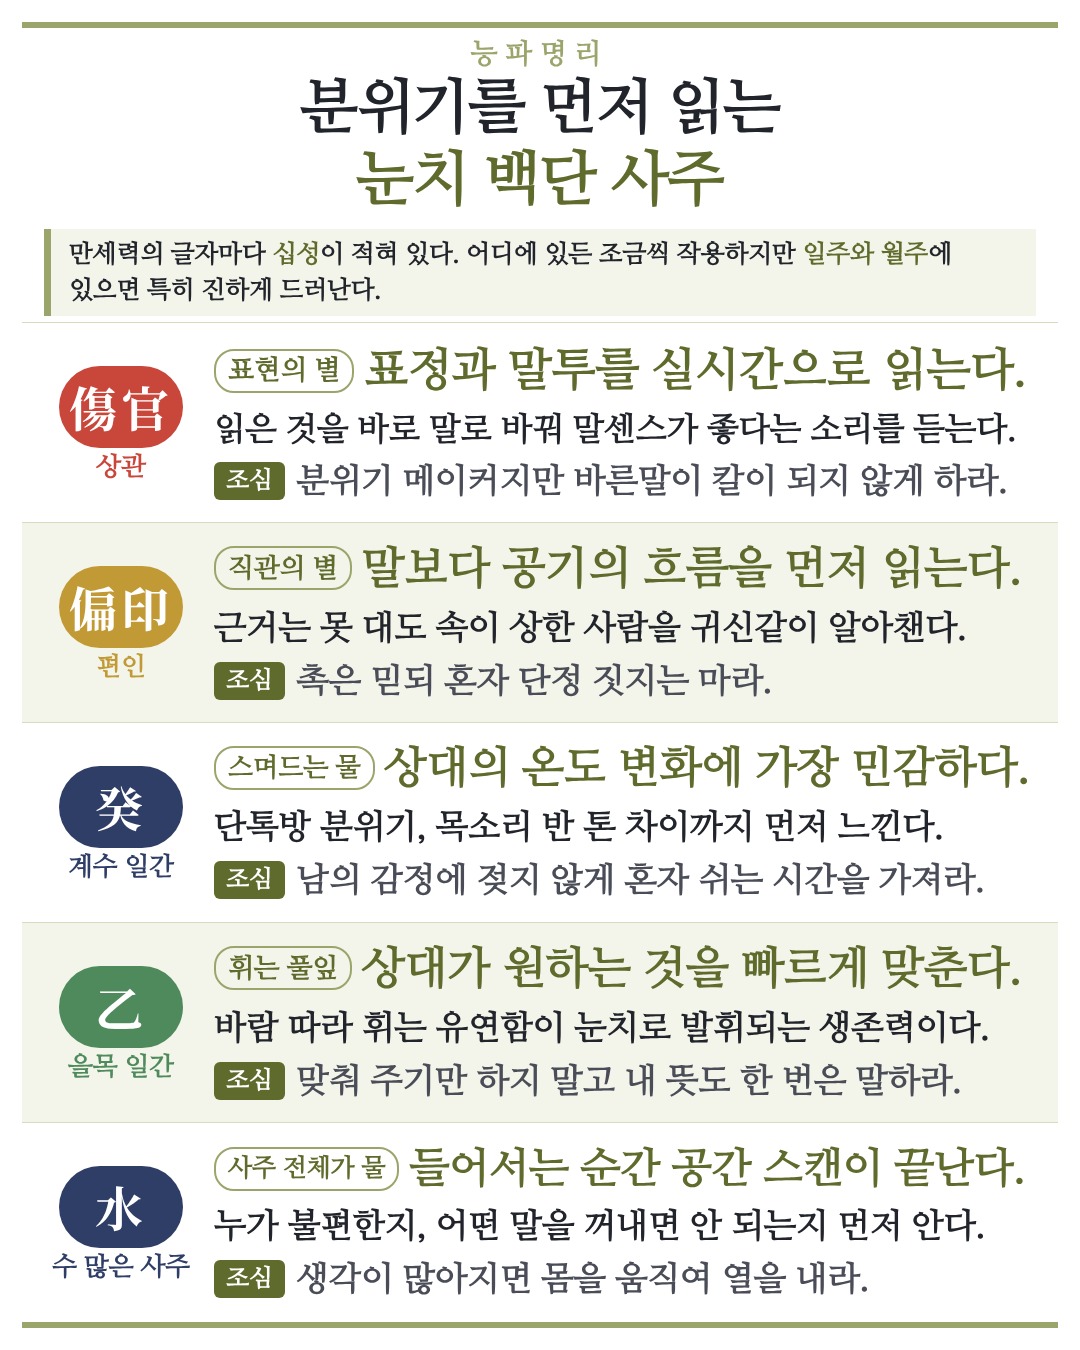 능파명리
분위기를 먼저 읽는
눈치 백단 사주
만세력의 글자마다 십성이 적혀 있다. 어디에 있든 조금씩 작용하지만 일주와 월주에
있으면 특히 진하게 드러난다.
傷官
상관
표현의 별 표정과 말투를 실시간으로 읽는다.
읽은 것을 바로 말로 바꿔 말센스가 좋다는 소리를 듣는다.
조심 분위기 메이커지만 바른말이 칼이 되지 않게 하라.
偏印
편인
직관의 별 말보다 공기의 흐름을 먼저 읽는다.
근거는 못 대도 속이 상한 사람을 귀신같이 알아챈다.
조심 촉은 믿되 혼자 단정 짓지는 마라.
癸
계수 일간
스며드는 물 상대의 온도 변화에 가장 민감하다.
단톡방 분위기, 목소리 반 톤 차이까지 먼저 느낀다.
조심 남의 감정에 젖지 않게 혼자 쉬는 시간을 가져라.
乙
을목 일간
휘는 풀잎 상대가 원하는 것을 빠르게 맞춘다.
바람 따라 휘는 유연함이 눈치로 발휘되는 생존력이다.
조심 맞춰 주기만 하지 말고 내 뜻도 한 번은 말하라.
水
수 많은 사주
사주 전체가 물 들어서는 순간 공간 스캔이 끝난다.
누가 불편한지, 어떤 말을 꺼내면 안 되는지 먼저 안다.
조심 생각이 많아지면 몸을 움직여 열을 내라.